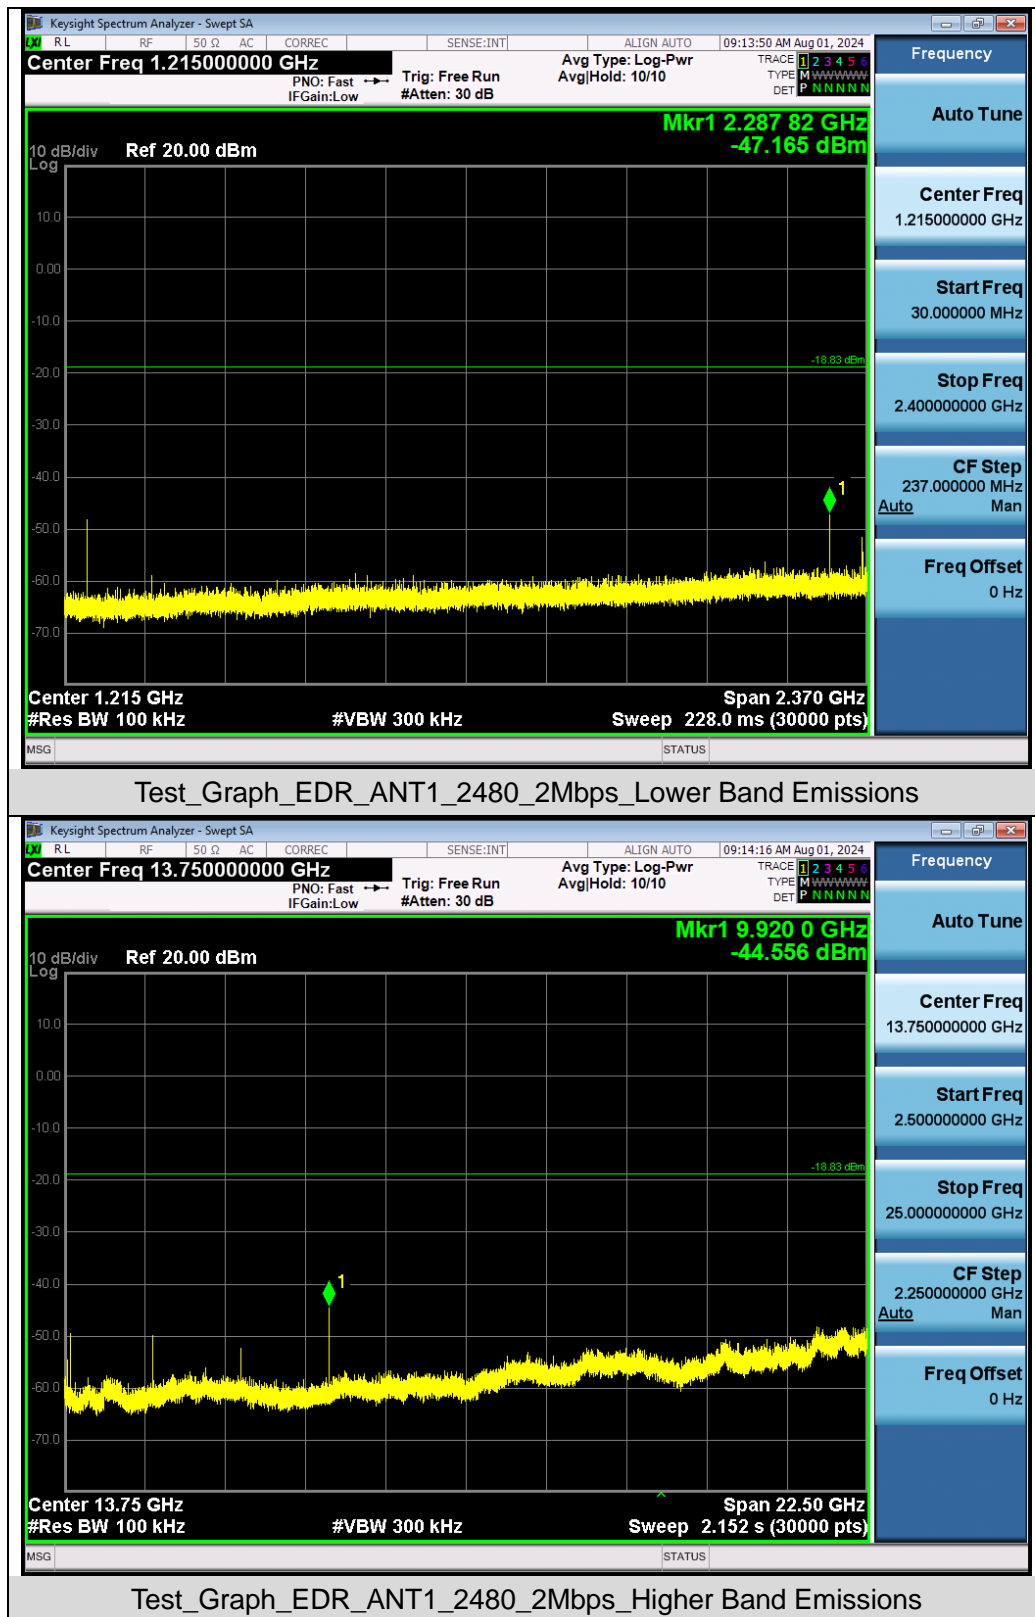 Keysight Spectrum Analyzer - Swept SA
LXI RL RF 50 Ω AC CORREC SENSE:INT ALIGN AUTO 09:13:50 AM Aug 01, 2024
Center Freq 1.215000000 GHz
PNO: Fast
IFGain:Low
Trig: Free Run
#Atten: 30 dB
Avg Type: Log-Pwr
Avg|Hold: 10/10
TRACE 1 2 3 4 5 6
TYPE M WWWWW
DET P N N N N N
Mkr1 2.287 82 GHz
-47.165 dBm
10 dB/div Ref 20.00 dBm
Log
10.0
0.00
-10.0
-18.83 dBm
-20.0
-30.0
-40.0
1
-50.0
-60.0
-70.0
Center 1.215 GHz Span 2.370 GHz
#Res BW 100 kHz #VBW 300 kHz Sweep 228.0 ms (30000 pts)
MSG STATUS
Frequency
Auto Tune
Center Freq
1.215000000 GHz
Start Freq
30.000000 MHz
Stop Freq
2.400000000 GHz
CF Step
237.000000 MHz
Auto Man
Freq Offset
0 Hz
Test_Graph_EDR_ANT1_2480_2Mbps_Lower Band Emissions
Keysight Spectrum Analyzer - Swept SA
LXI RL RF 50 Ω AC CORREC SENSE:INT ALIGN AUTO 09:14:16 AM Aug 01, 2024
Center Freq 13.750000000 GHz
PNO: Fast
IFGain:Low
Trig: Free Run
#Atten: 30 dB
Avg Type: Log-Pwr
Avg|Hold: 10/10
TRACE 1 2 3 4 5 6
TYPE M WWWWW
DET P N N N N N
Mkr1 9.920 0 GHz
-44.556 dBm
10 dB/div Ref 20.00 dBm
Log
10.0
0.00
-10.0
-18.83 dBm
-20.0
-30.0
-40.0
1
-50.0
-60.0
-70.0
Center 13.75 GHz Span 22.50 GHz
#Res BW 100 kHz #VBW 300 kHz Sweep 2.152 s (30000 pts)
MSG STATUS
Frequency
Auto Tune
Center Freq
13.750000000 GHz
Start Freq
2.500000000 GHz
Stop Freq
25.000000000 GHz
CF Step
2.250000000 GHz
Auto Man
Freq Offset
0 Hz
Test_Graph_EDR_ANT1_2480_2Mbps_Higher Band Emissions